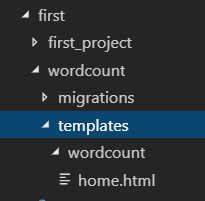 first
first_project
wordcount
migrations
templates
wordcount
home.html